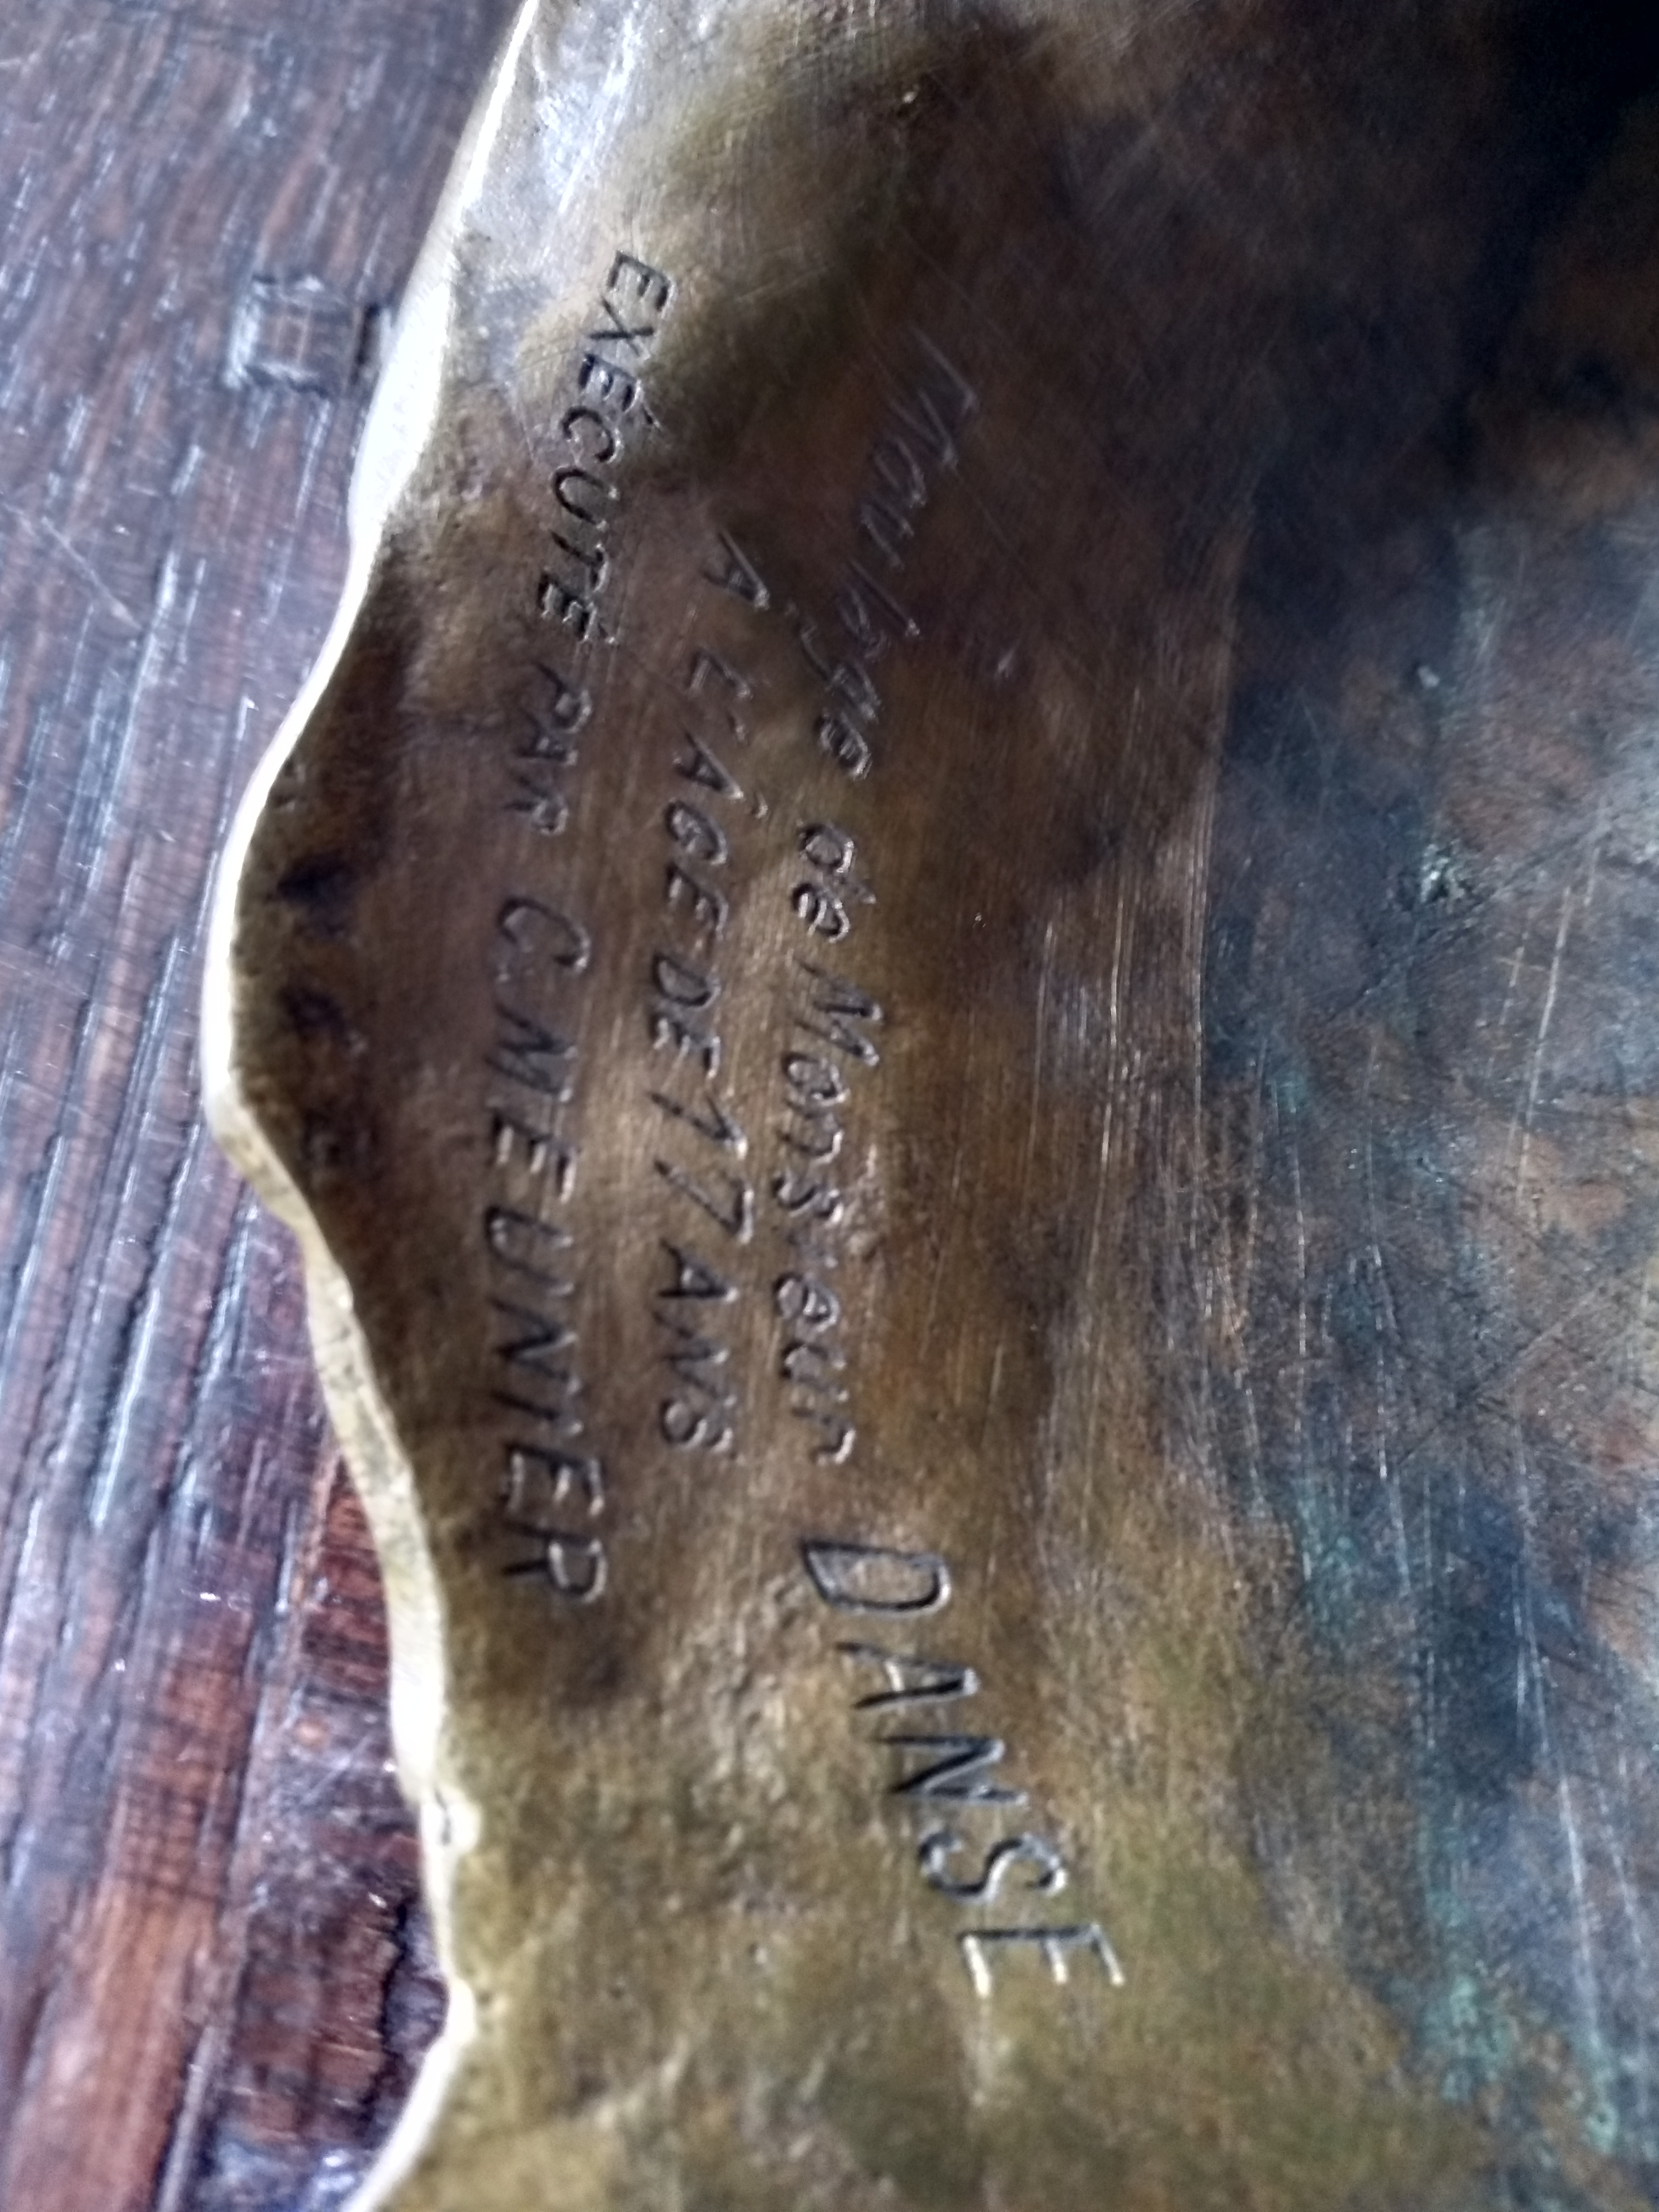 Moulage de Monsieur DANSE
A L'ÂGE DE 17 ANS
EXÉCUTÉ PAR C. MEUNIER